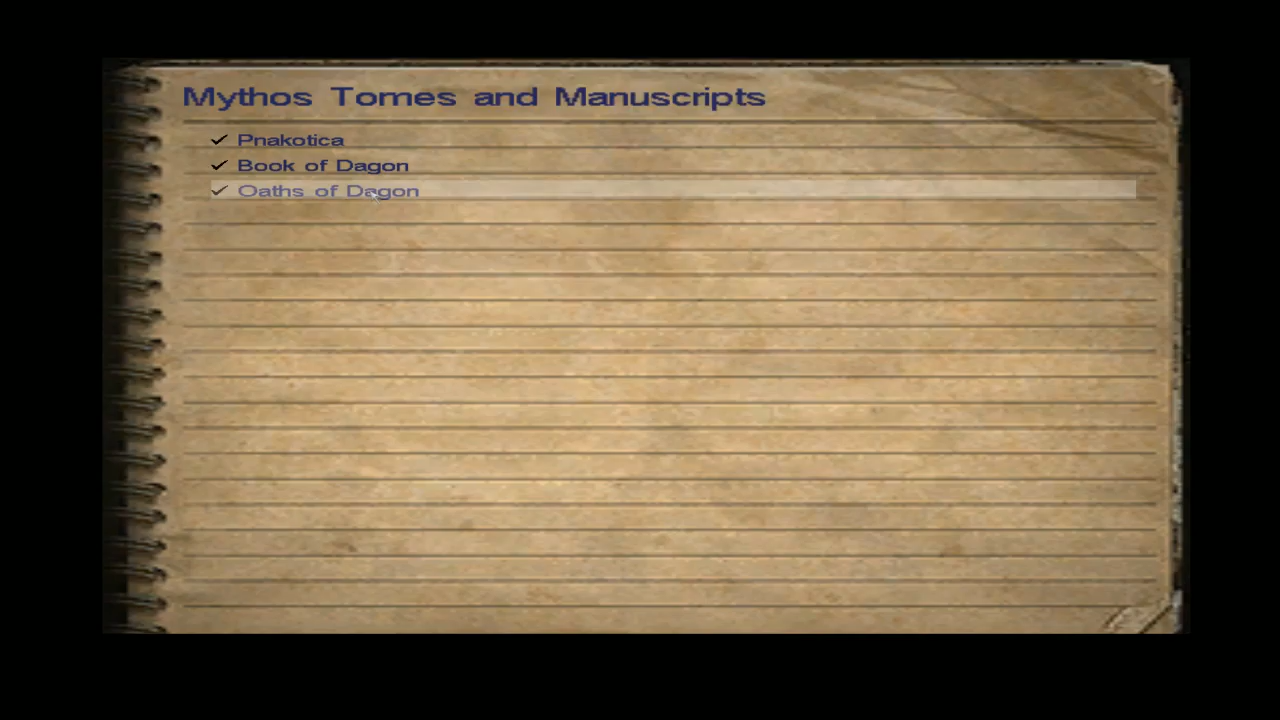 Mythos Tomes and Manuscripts
✓ Pnakotica
✓ Book of Dagon
✓ Oaths of Dagon